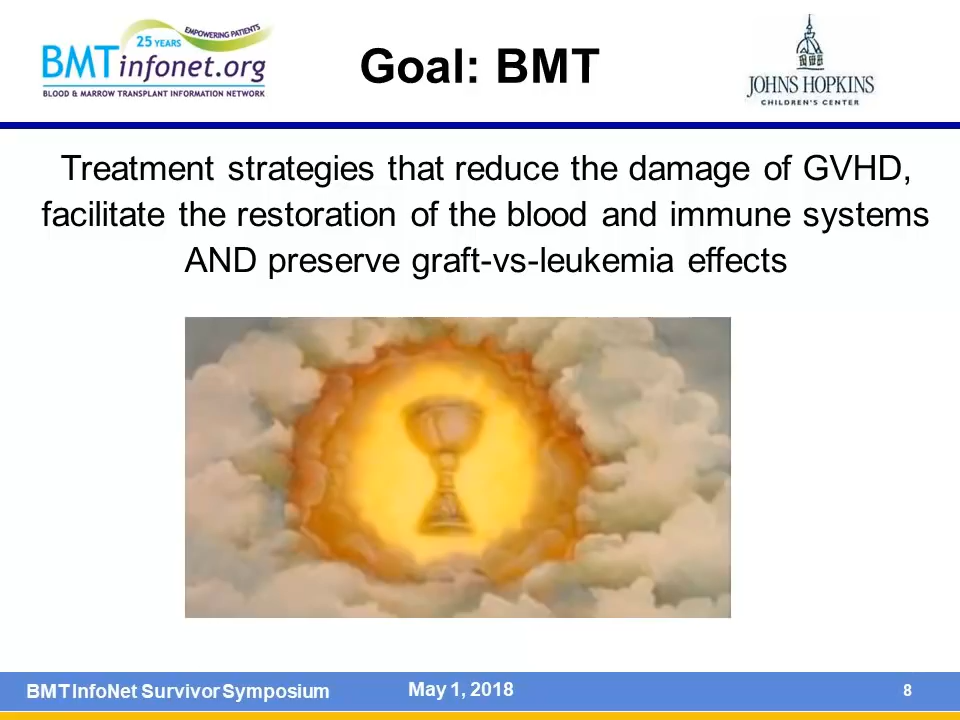 25 YEARS
EMPOWERING PATIENTS
BMTinfonet.org
BLOOD & MARROW TRANSPLANT INFORMATION NETWORK
Goal: BMT
JOHNS HOPKINS
CHILDREN'S CENTER
Treatment strategies that reduce the damage of GVHD,
facilitate the restoration of the blood and immune systems
AND preserve graft-vs-leukemia effects
BMT InfoNet Survivor Symposium
May 1, 2018
8